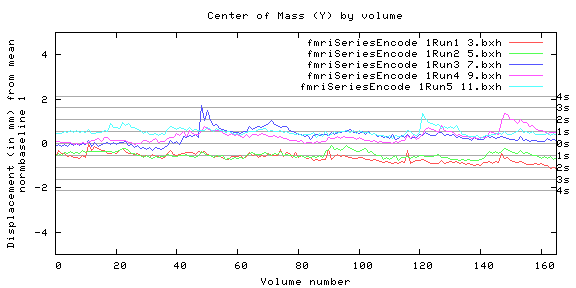 Center of Mass (Y) by volume
fmriSeriesEncode 1Run1 3.bxh
fmriSeriesEncode 1Run2 5.bxh
fmriSeriesEncode 1Run3 7.bxh
fmriSeriesEncode 1Run4 9.bxh
fmriSeriesEncode 1Run5 11.bxh
Displacement (in mm) from mean
normbaseline 1
4
2
0
-2
-4
4s
3s
2s
1s
0s
1s
2s
3s
4s
0 20 40 60 80 100 120 140 160
Volume number